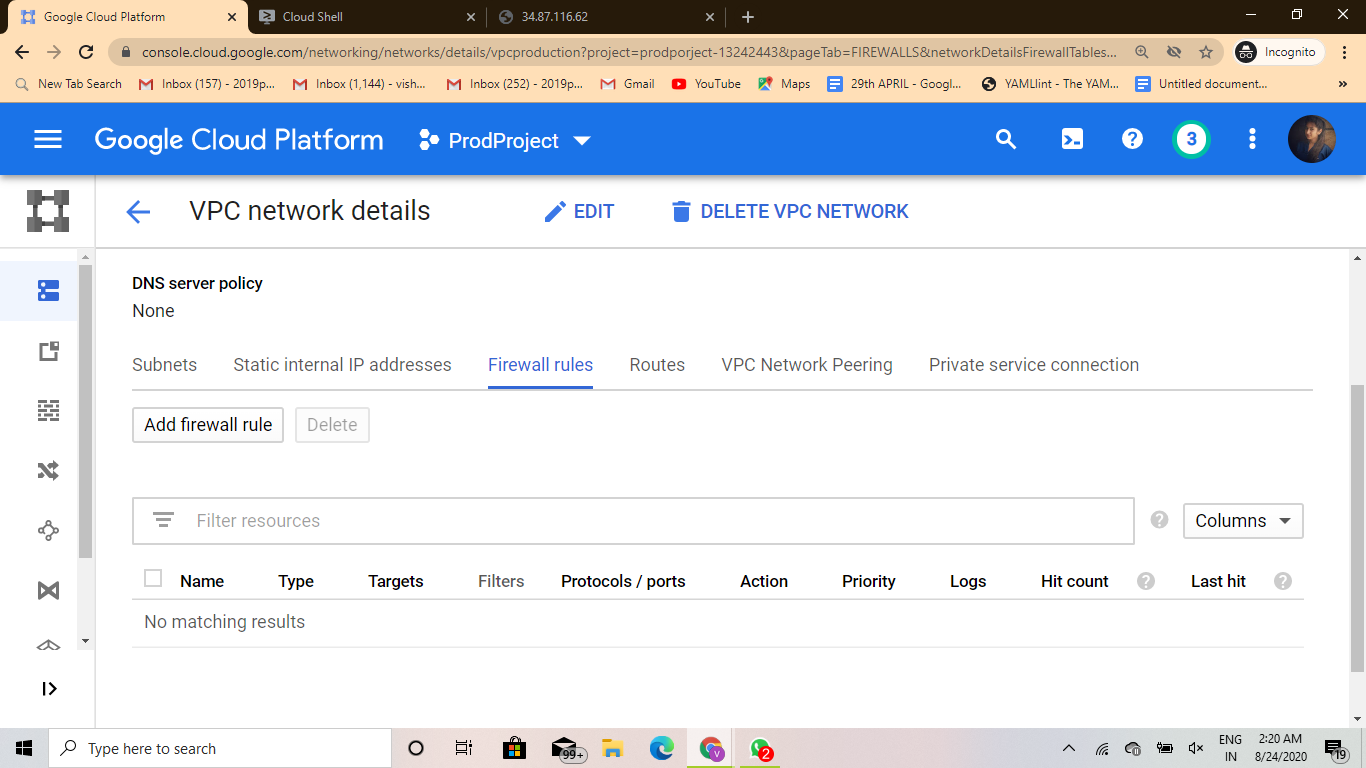 Google Cloud Platform
Cloud Shell
34.87.116.62
console.cloud.google.com/networking/networks/details/vpcproduction?project=prodporject-13242443&pageTab=FIREWALLS&networkDetailsFirewallTables...
Incognito
New Tab Search
Inbox (157) - 2019p...
Inbox (1,144) - vish...
Inbox (252) - 2019p...
Gmail
YouTube
Maps
29th APRIL - Googl...
YAMLlint - The YAM...
Untitled document...
»
Google Cloud Platform
ProdProject
3
VPC network details
EDIT
DELETE VPC NETWORK
DNS server policy
None
Subnets
Static internal IP addresses
Firewall rules
Routes
VPC Network Peering
Private service connection
Add firewall rule
Delete
Filter resources
Columns
Name
Type
Targets
Filters
Protocols / ports
Action
Priority
Logs
Hit count
Last hit
No matching results
Type here to search
99+
V
2
ENG
IN
2:20 AM
8/24/2020
19